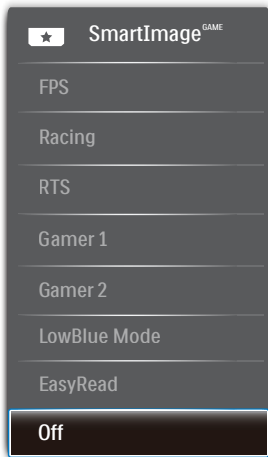 SmartImage GAME
FPS
Racing
RTS
Gamer 1
Gamer 2
LowBlue Mode
EasyRead
Off